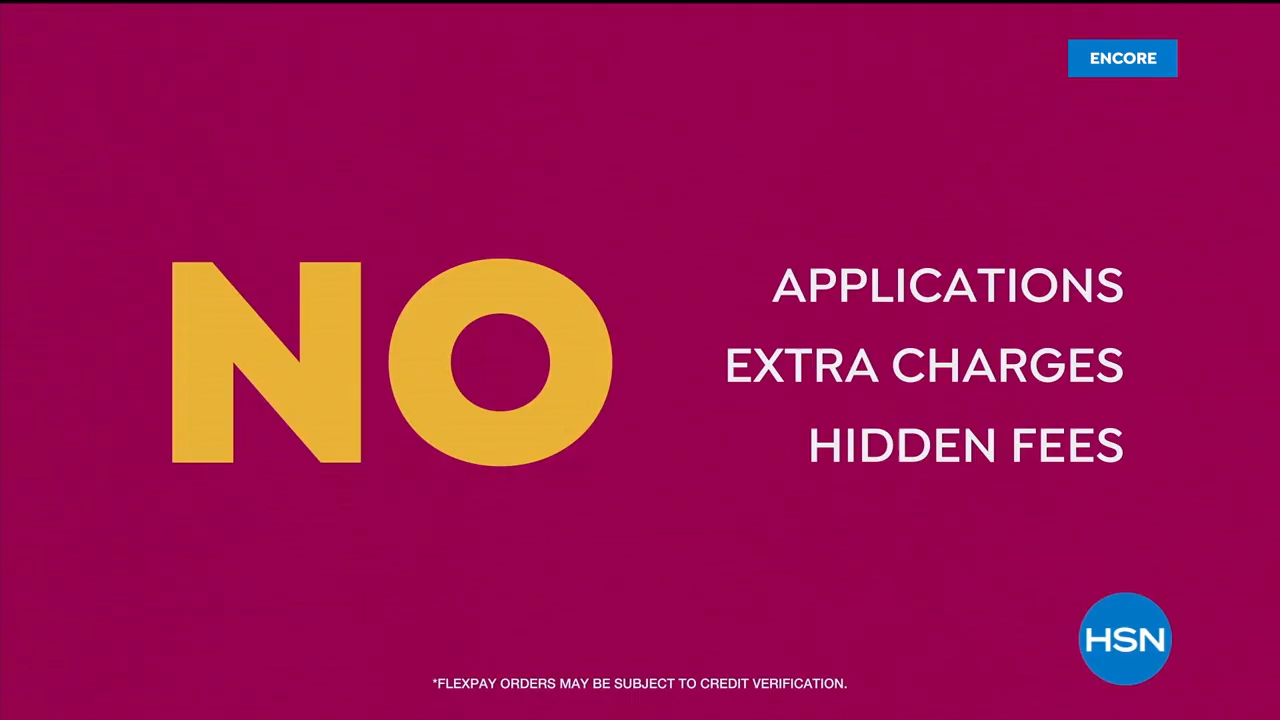 ENCORE
NO
APPLICATIONS
EXTRA CHARGES
HIDDEN FEES
HSN
*FLEXPAY ORDERS MAY BE SUBJECT TO CREDIT VERIFICATION.